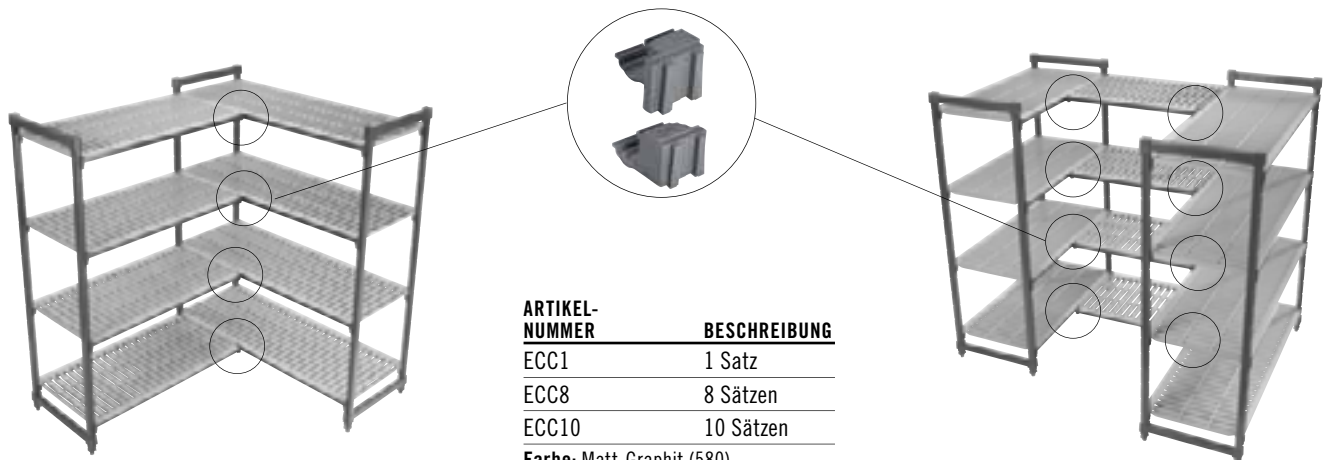 ARTIKEL-
NUMMER BESCHREIBUNG
ECC1 1 Satz
ECC8 8 Sätzen
ECC10 10 Sätzen
Farbe: Matt-Graphit (580)